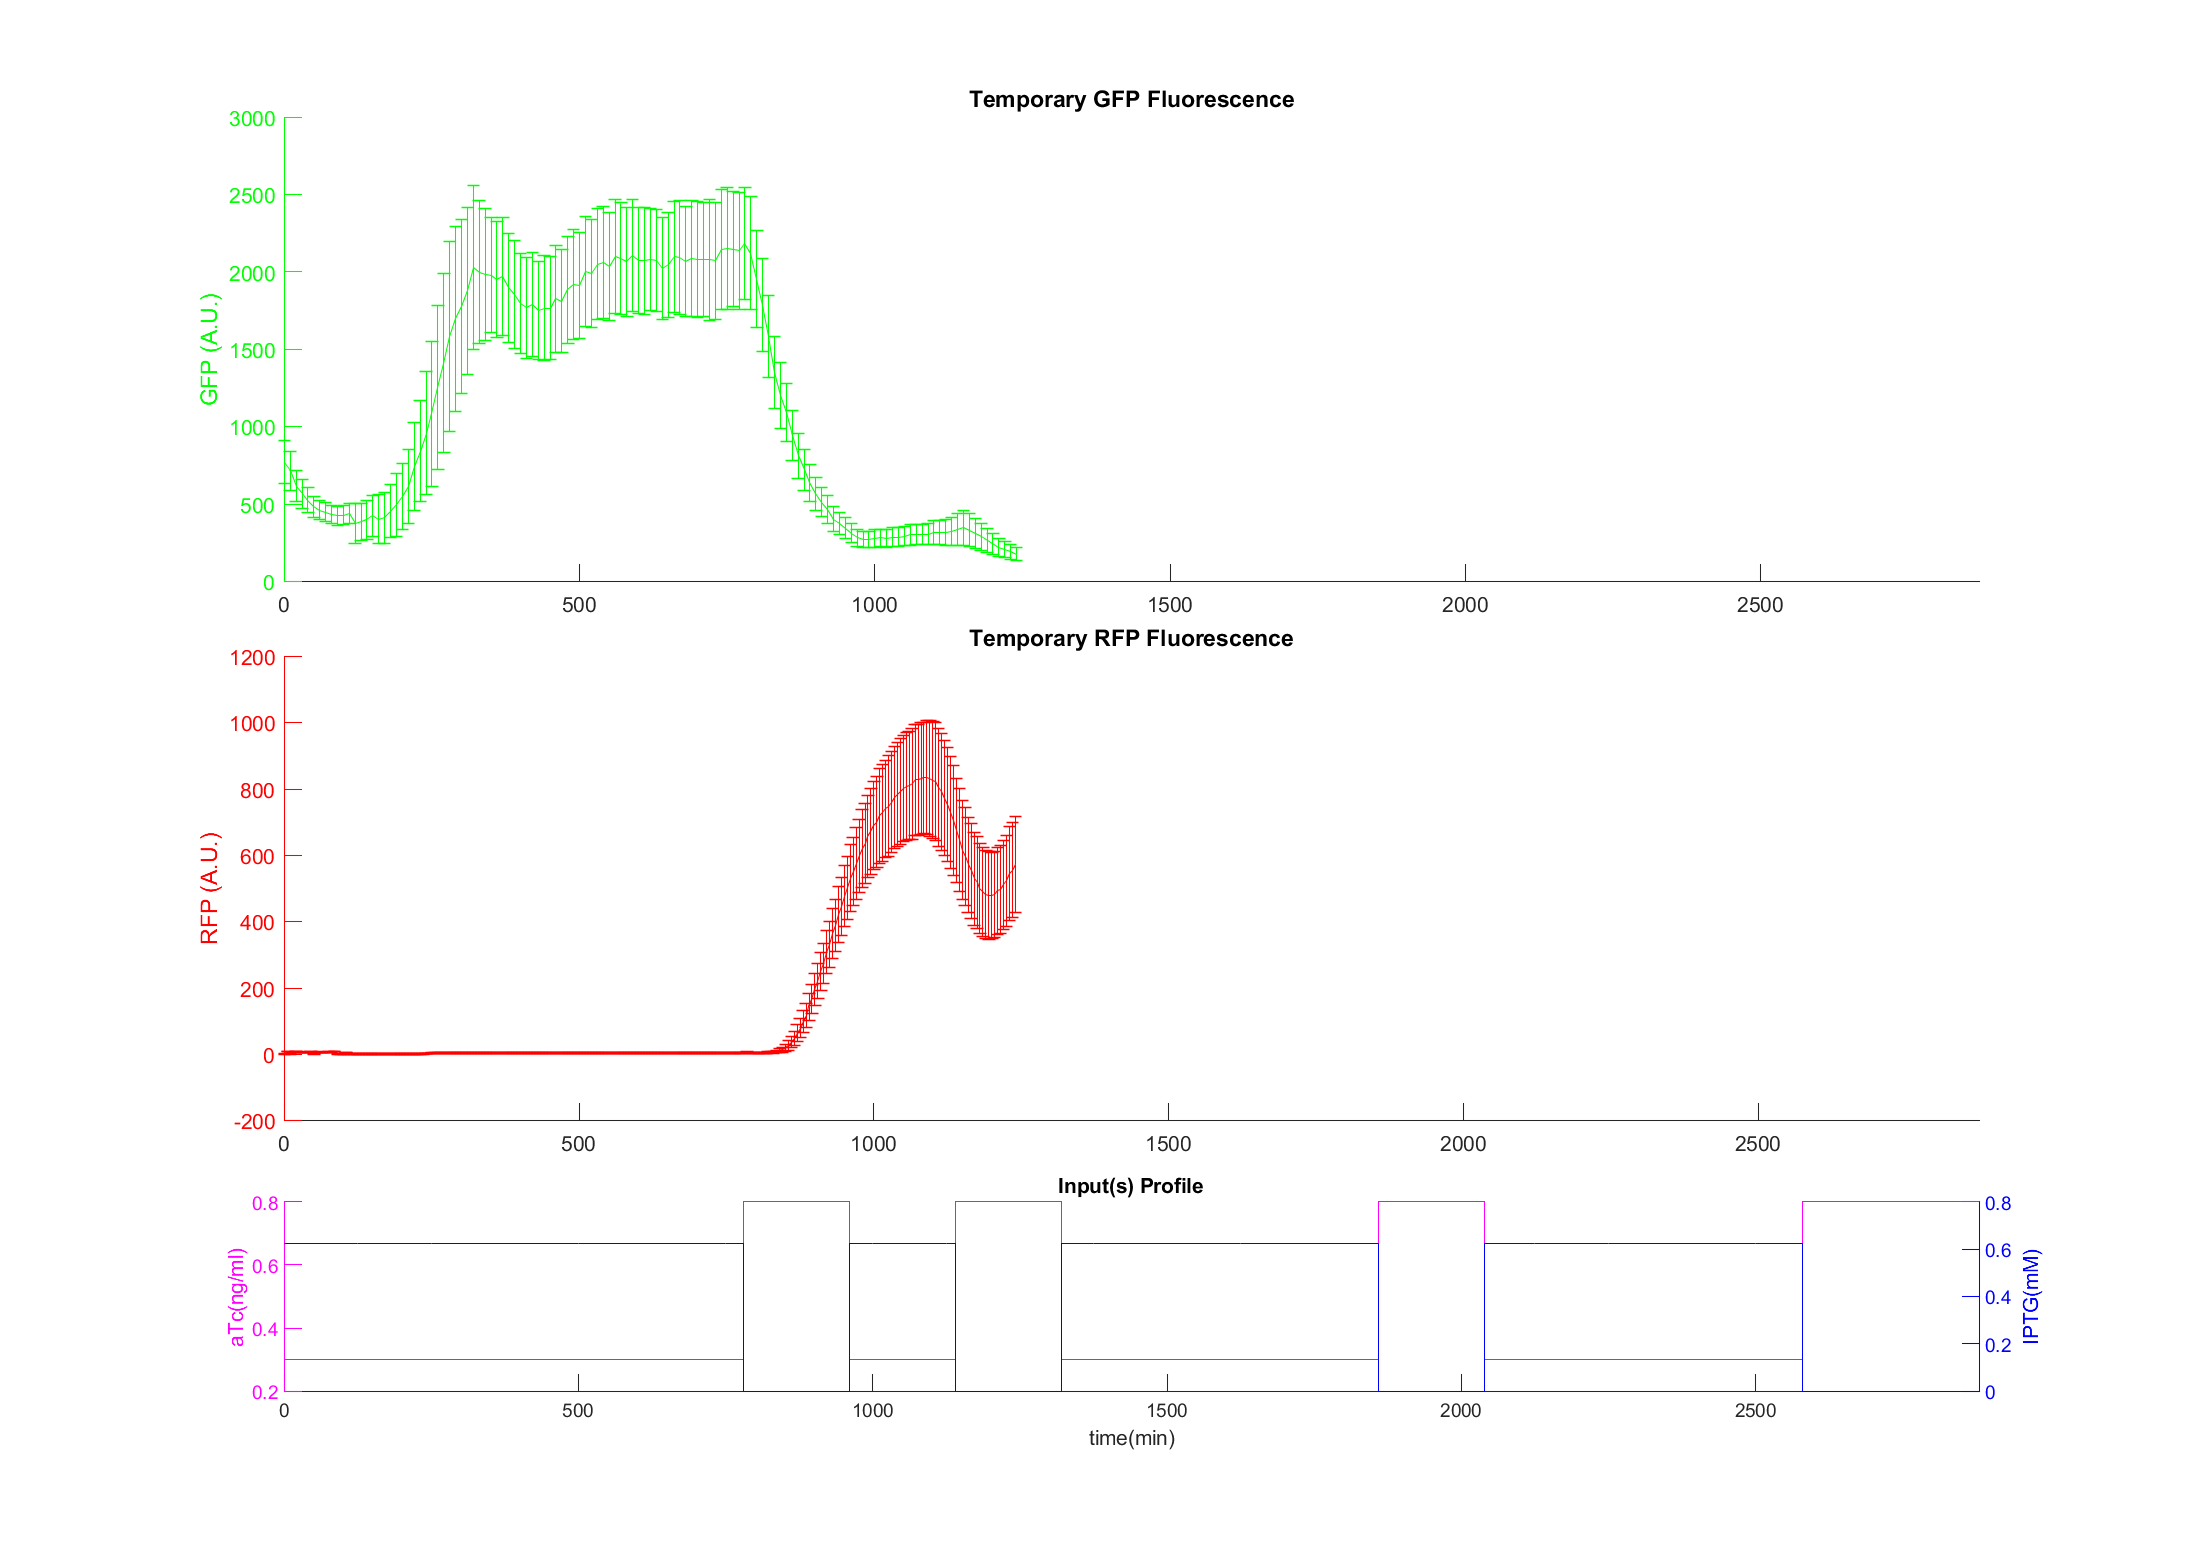 Temporary GFP Fluorescence
3000
2500
2000
1500
1000
500
0
GFP (A.U.)
0 500 1000 1500 2000 2500
Temporary RFP Fluorescence
1200
1000
800
600
400
200
0
-200
RFP (A.U.)
0 500 1000 1500 2000 2500
Input(s) Profile
0.8
0.6
0.4
0.2
aTc(ng/ml)
0.8
0.6
0.4
0.2
0
IPTG(mM)
0 500 1000 1500 2000 2500
time(min)